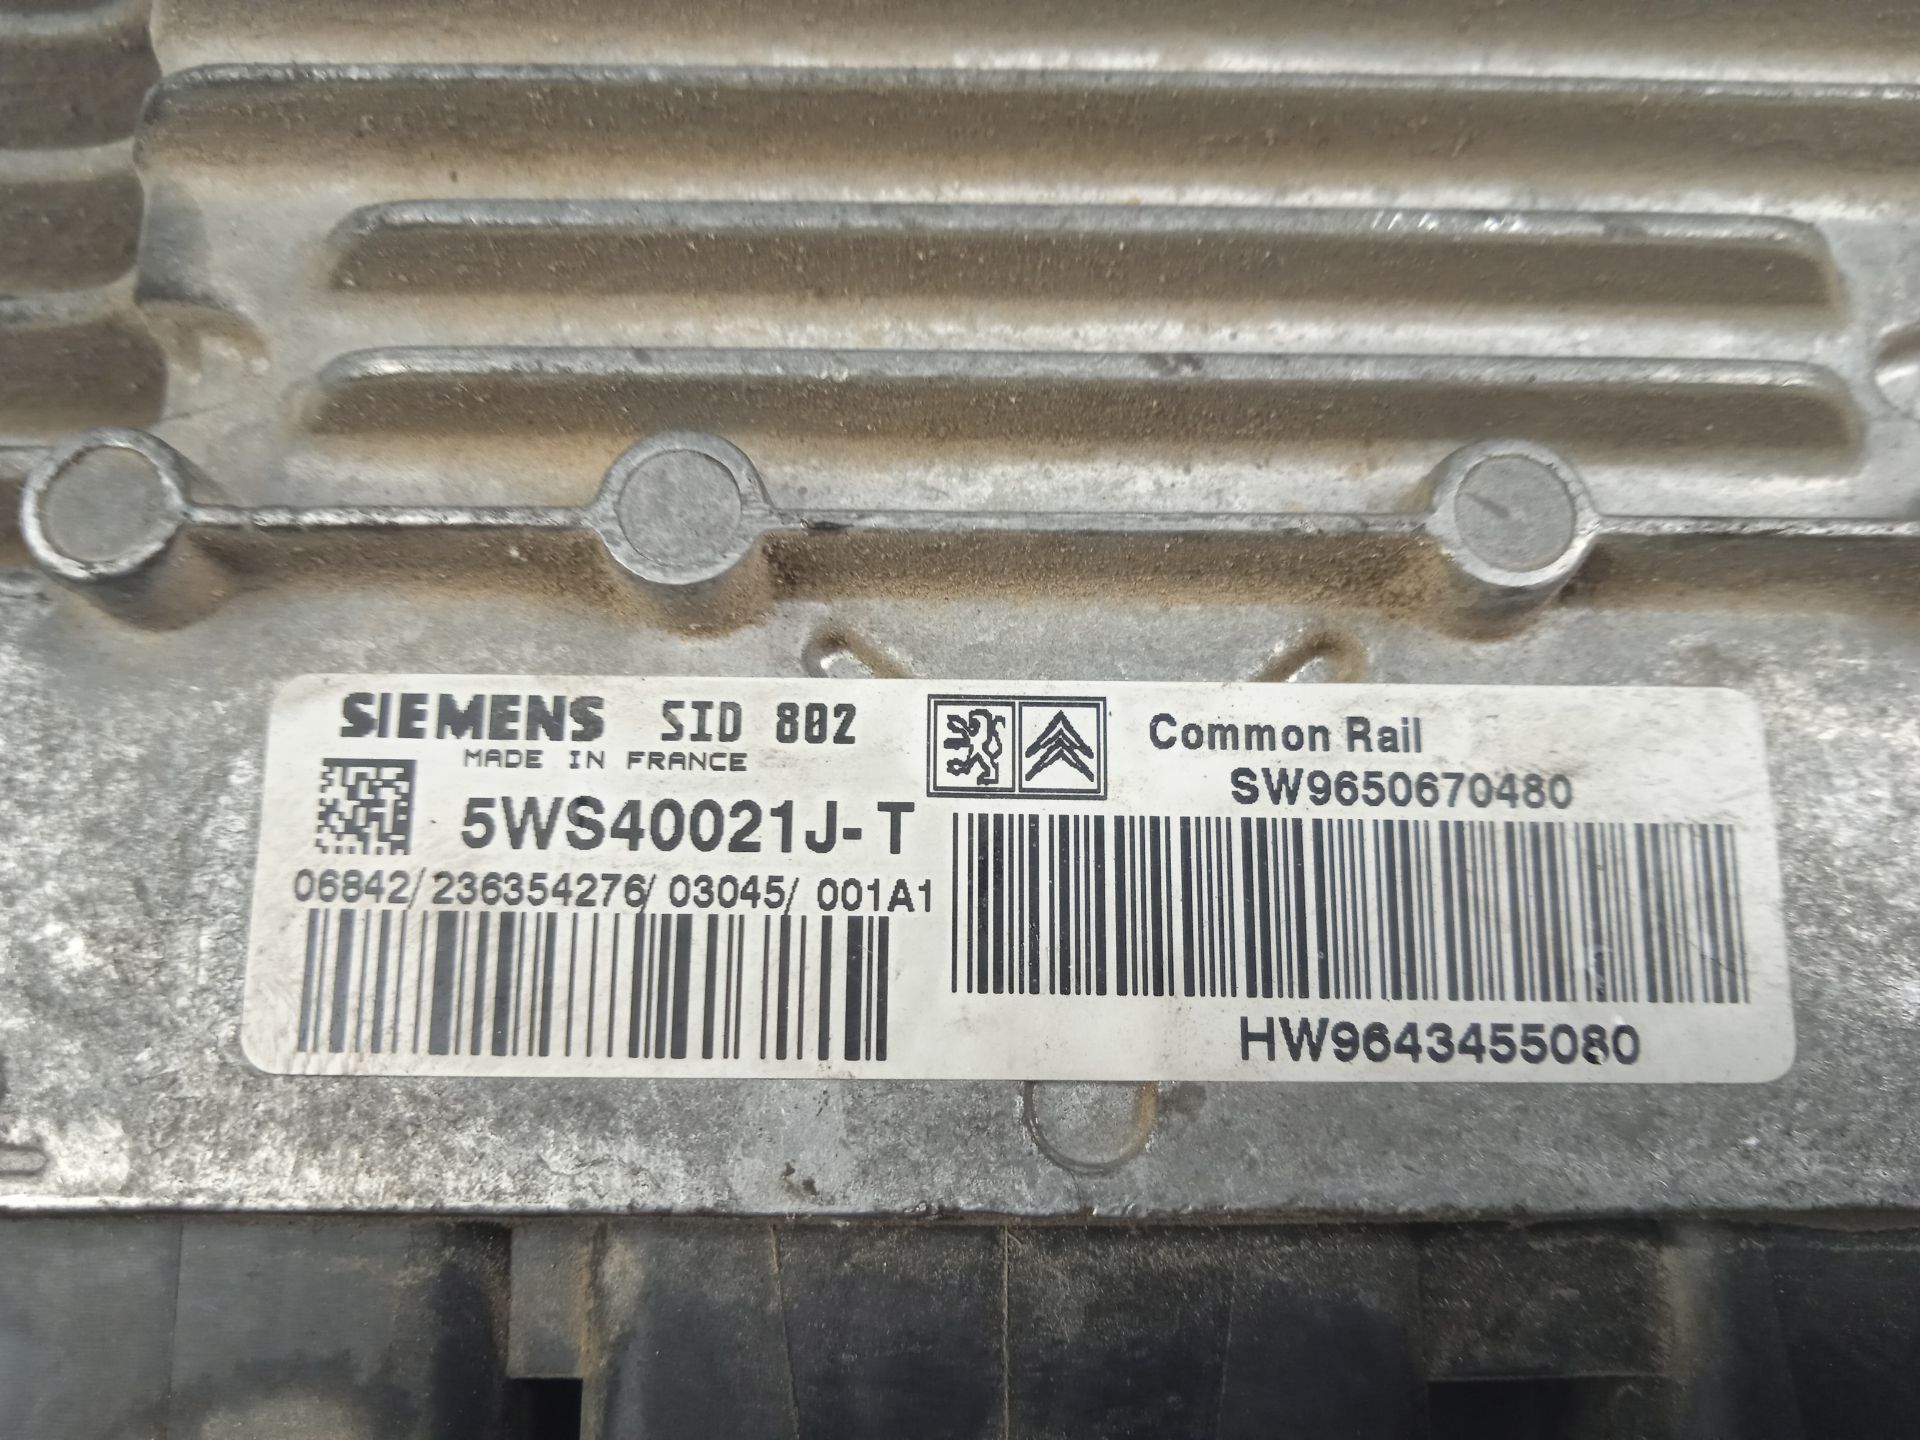 SIEMENS SID 802
MADE IN FRANCE
5WS40021J-T
06842/236354276/03045/001A1
Common Rail
SW9650670480
HW9643455080